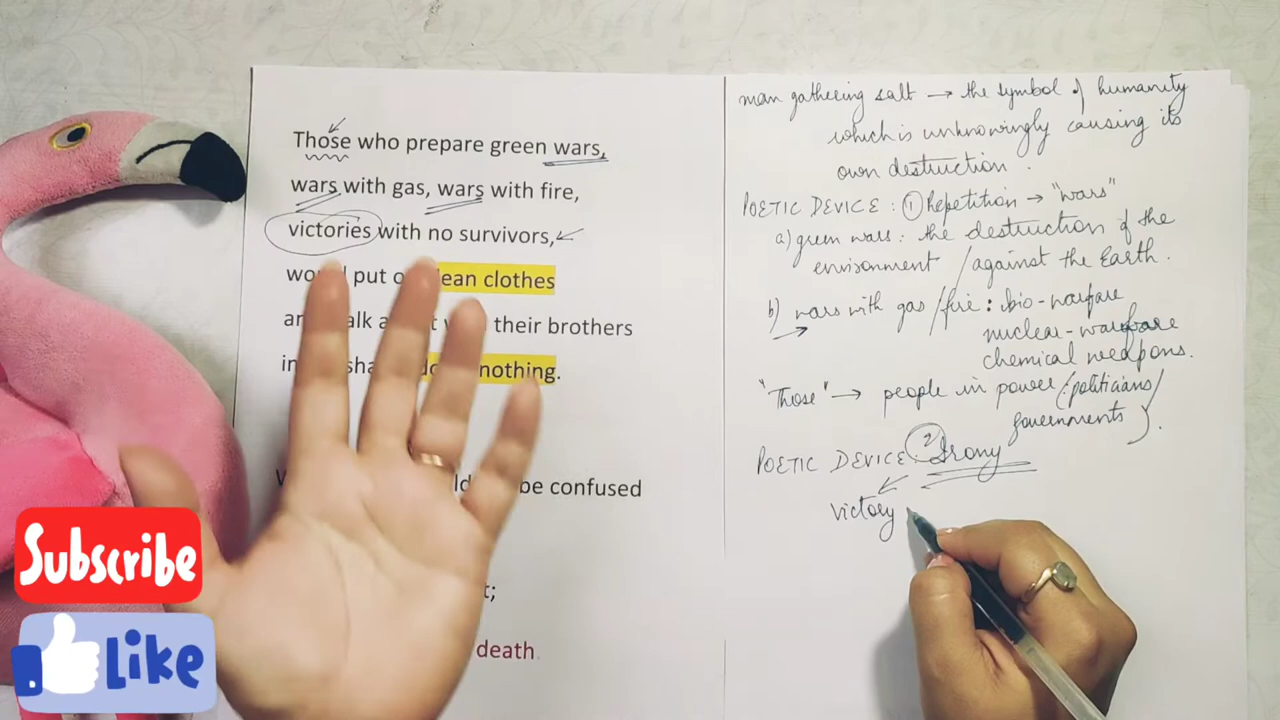 Those who prepare green wars,
wars with gas, wars with fire,
victories with no survivors,
put clean clothes
their brothers
nothing.
be confused
death.
man gathering salt → the symbol of humanity
which is unknowingly causing its
own destruction.
POETIC DEVICE: ① Repetition → "wars"
a) green wars: the destruction of the
environment / against the Earth.
b) wars with gas / fire: bio-warfare
nuclear-warfare
chemical weapons.
"Those" → people in power (politicians/
governments).
POETIC DEVICE ② Irony
victory
Subscribe
Like